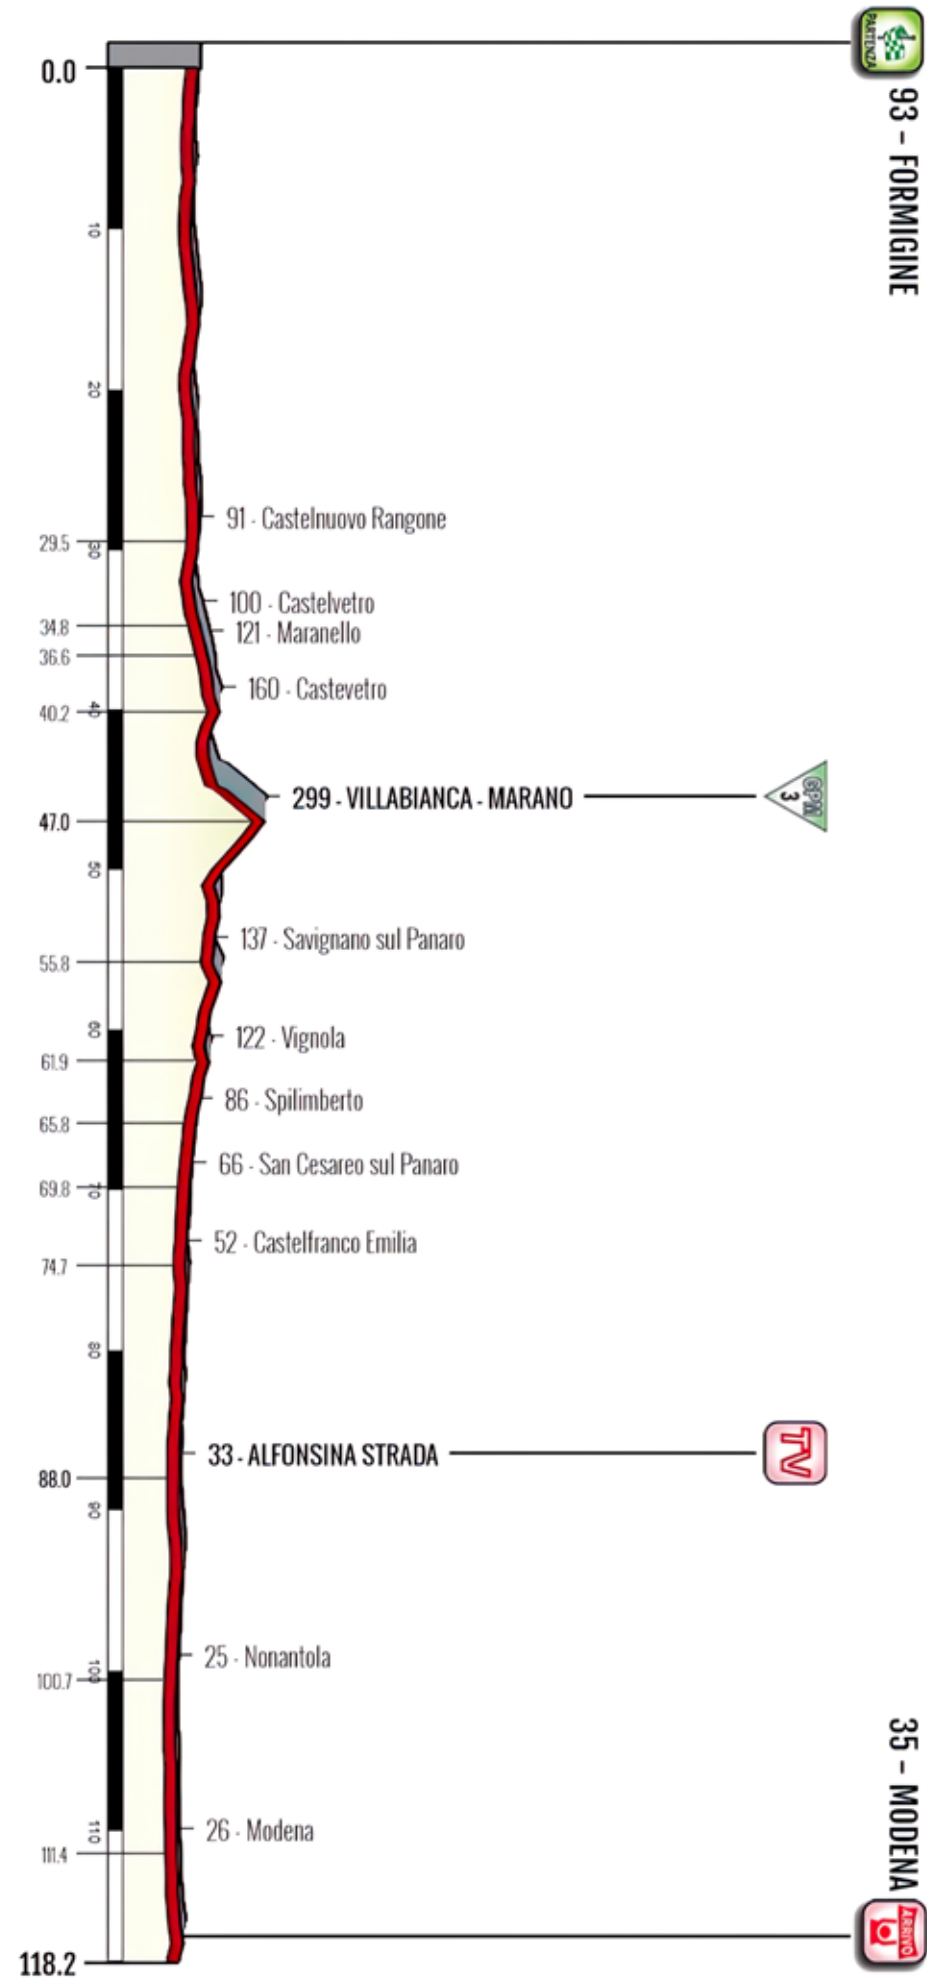 PARTENZA
93 - FORMIGINE
0.0
10
20
91 - Castelnuovo Rangone
29.5
30
100 - Castelvetro
34.8
121 - Maranello
36.6
160 - Castevetro
40.2
40
299 - VILLABIANCA - MARANO
GPM
3
47.0
50
137 - Savignano sul Panaro
55.8
60
122 - Vignola
61.9
86 - Spilimberto
65.8
66 - San Cesareo sul Panaro
69.8
70
52 - Castelfranco Emilia
74.7
80
33 - ALFONSINA STRADA
TV
88.0
90
25 - Nonantola
100
100.7
26 - Modena
110
111.4
35 - MODENA
ARRIVO
118.2